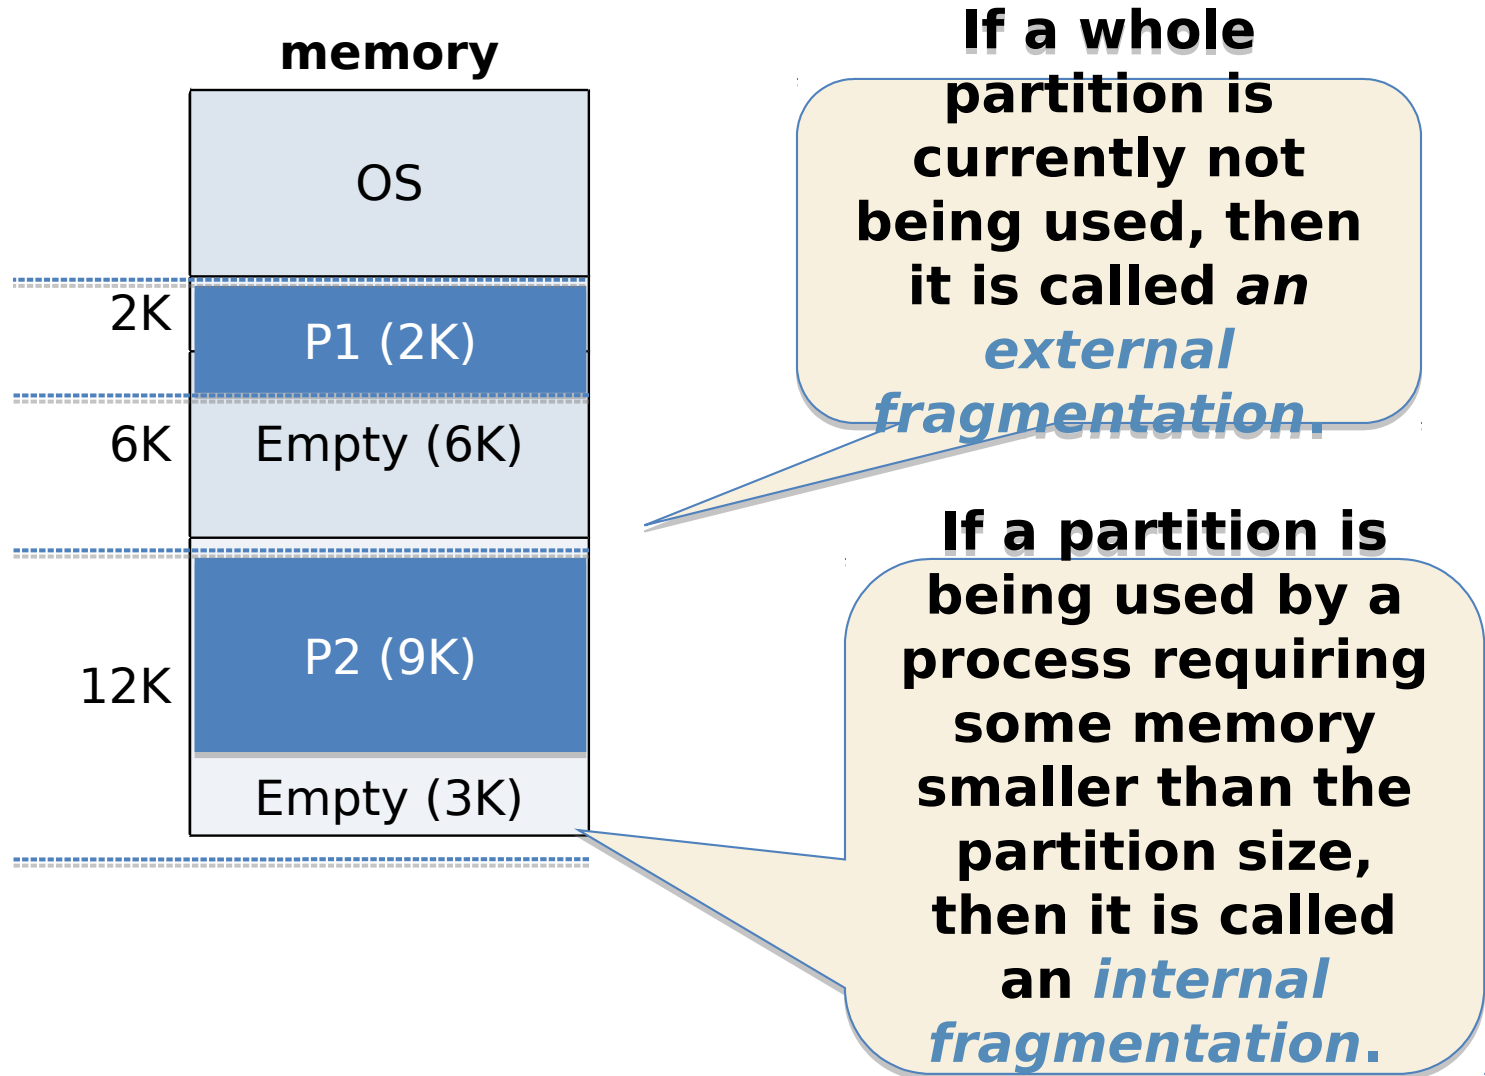 memory
OS
2K
P1 (2K)
6K
Empty (6K)
12K
P2 (9K)
Empty (3K)
If a whole
partition is
currently not
being used, then
it is called an
external
fragmentation.
If a partition is
being used by a
process requiring
some memory
smaller than the
partition size,
then it is called
an internal
fragmentation.